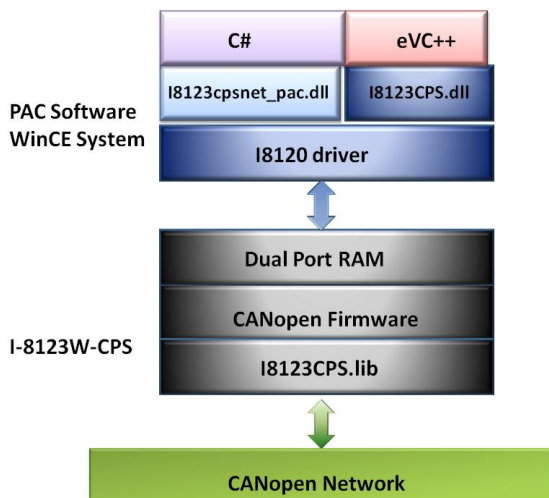 C#
eVC++
I8123cpsnet_pac.dll
I8123CPS.dll
PAC Software
WinCE System
I8120 driver
Dual Port RAM
CANopen Firmware
I-8123W-CPS
I8123CPS.lib
CANopen Network